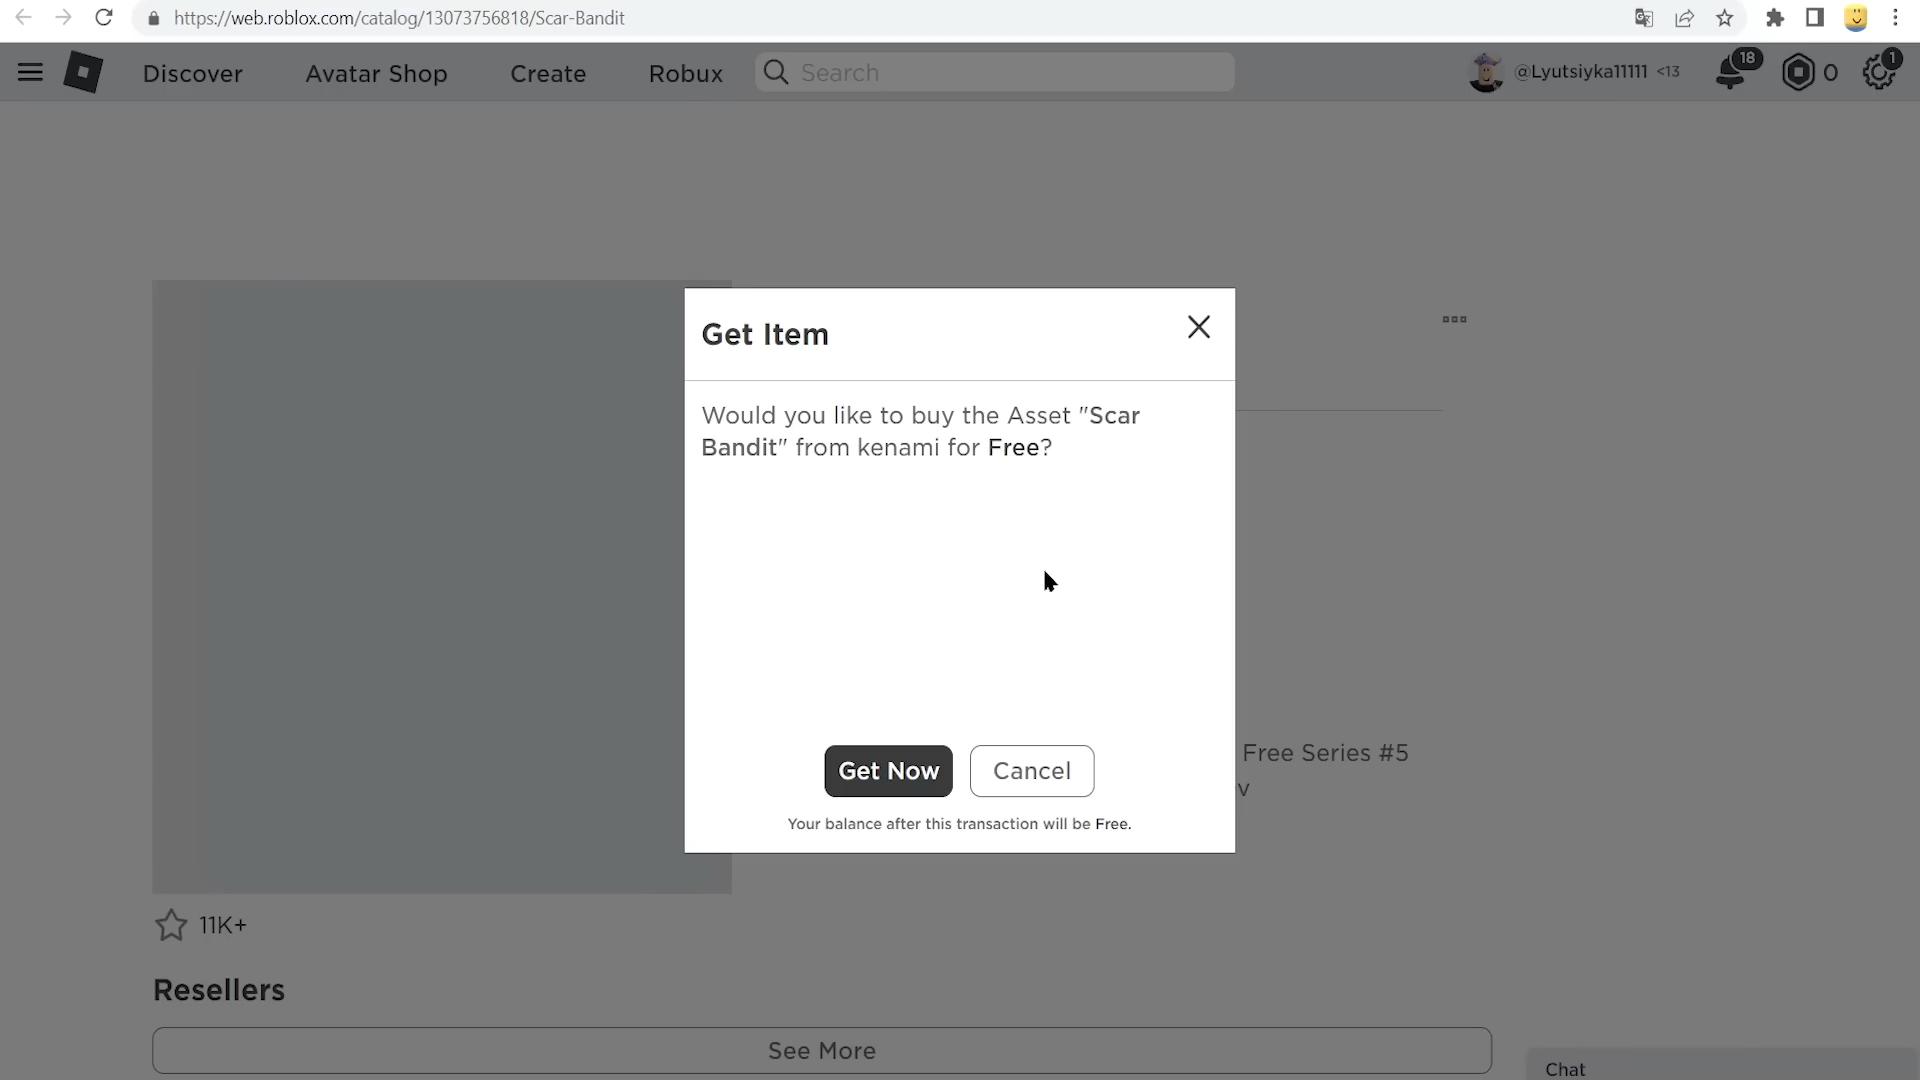 https://web.roblox.com/catalog/13073756818/Scar-Bandit
Discover Avatar Shop Create Robux Search @Lyutsiyka11111 <13 18 0 1
Get Item
Would you like to buy the Asset "Scar
Bandit" from kenami for Free?
Free Series #5
v
Get Now Cancel
Your balance after this transaction will be Free.
11K+
Resellers
See More
Chat